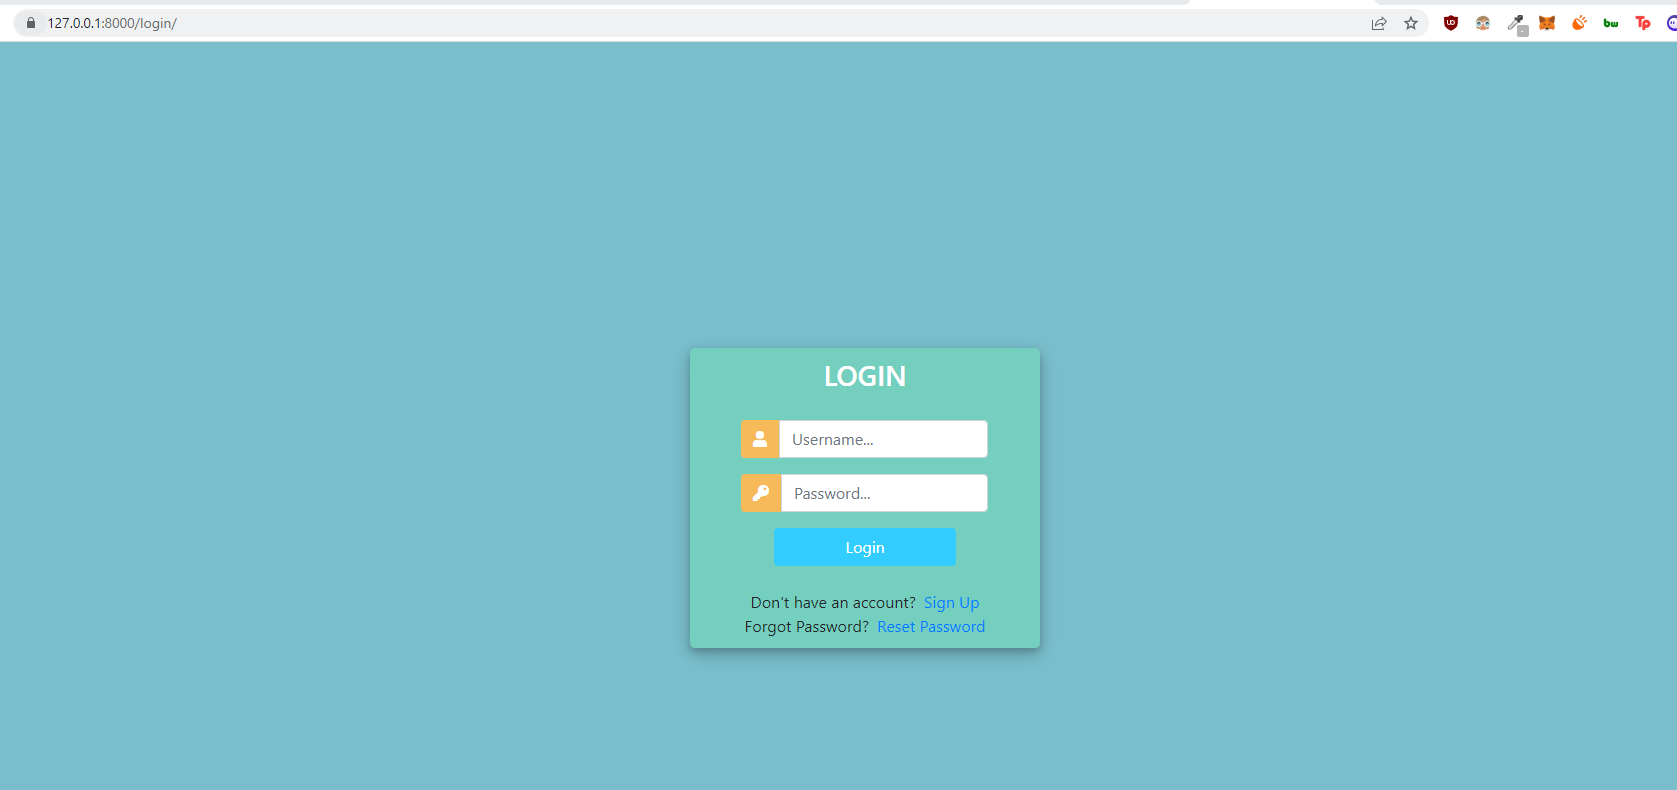 127.0.0.1:8000/login/
UD
bw
Tp
LOGIN
Username...
Password...
Login
Don't have an account? Sign Up
Forgot Password? Reset Password